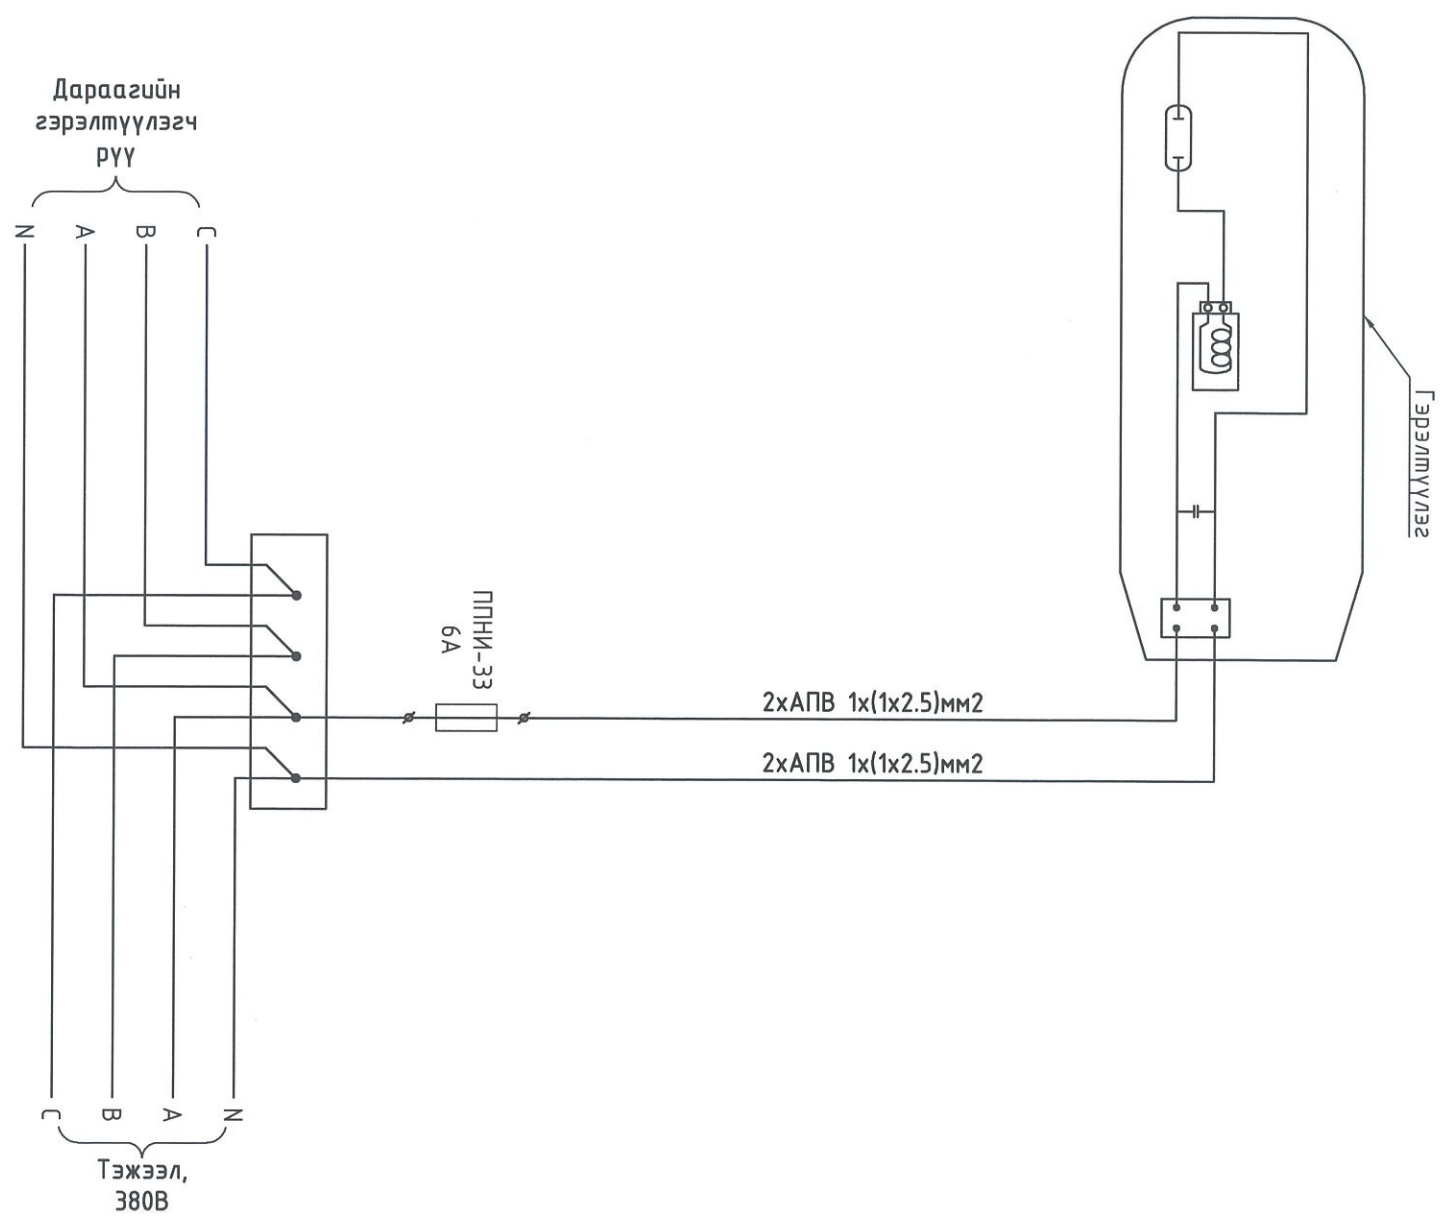 Дараагийн
гэрэлтүүлэгч
рүү
N
A
B
C
Гэрэлтүүлэг
ППНИ-33
6А
2хАПВ 1х(1х2.5)мм2
2хАПВ 1х(1х2.5)мм2
C
B
A
N
Тэжээл,
380В